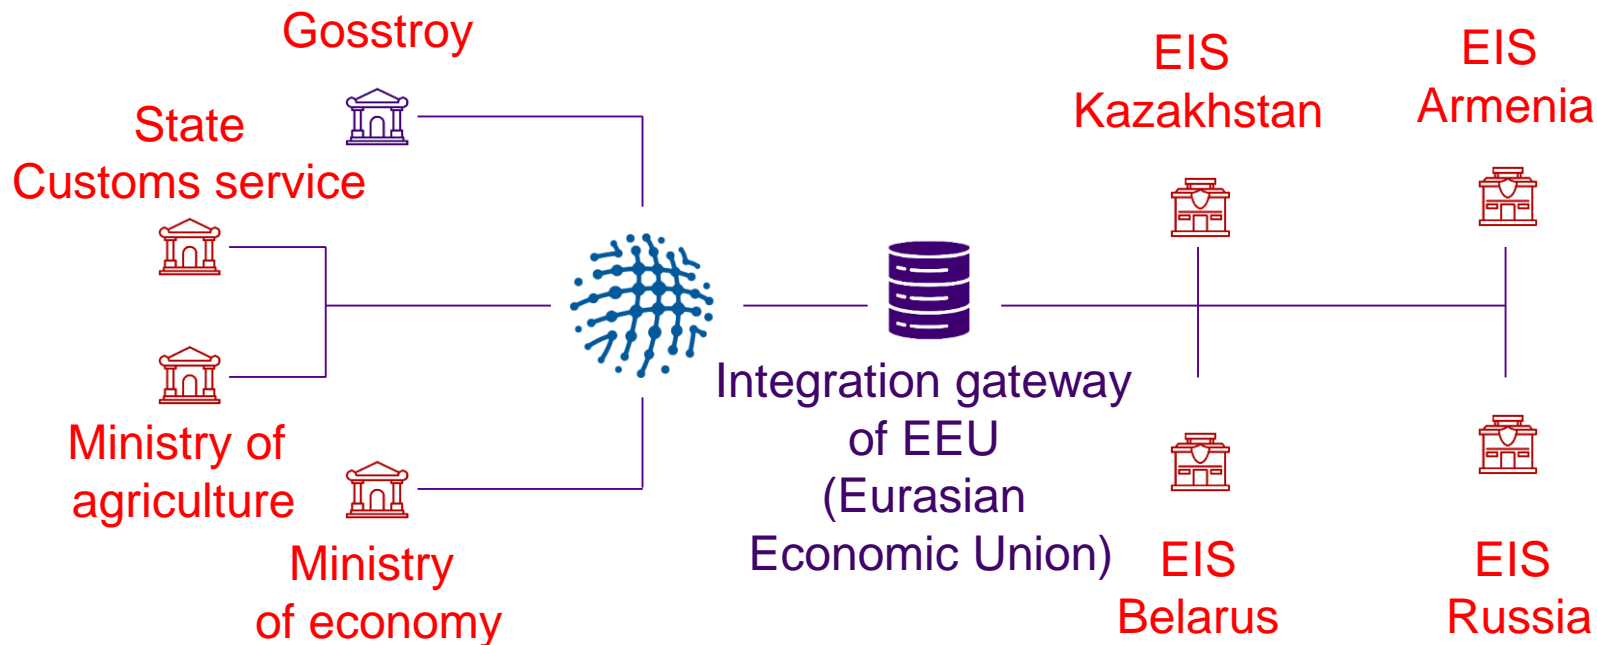 Gosstroy
State
Customs service
Ministry of
agriculture
Ministry
of economy
Integration gateway
of EEU
(Eurasian
Economic Union)
EIS
Kazakhstan
EIS
Armenia
EIS
Belarus
EIS
Russia